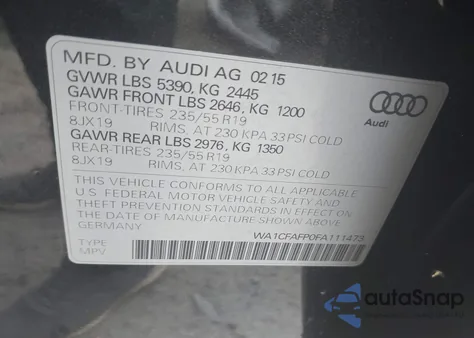 MFD. BY AUDI AG 02 15
GVWR LBS 5390, KG 2445
GAWR FRONT LBS 2646, KG 1200
FRONT-TIRES 235/55 R19
8JX19 RIMS, AT 230 KPA 33 PSI COLD
GAWR REAR LBS 2976, KG 1350
REAR-TIRES 235/55 R19
8JX19 RIMS, AT 230 KPA 33 PSI COLD
Audi
THIS VEHICLE CONFORMS TO ALL APPLICABLE
U.S. FEDERAL MOTOR VEHICLE SAFETY AND
THEFT PREVENTION STANDARDS IN EFFECT ON
THE DATE OF MANUFACTURE SHOWN ABOVE.
GERMANY
WA1CFAFP0FA111473
TYPE:
MPV
autoSnap